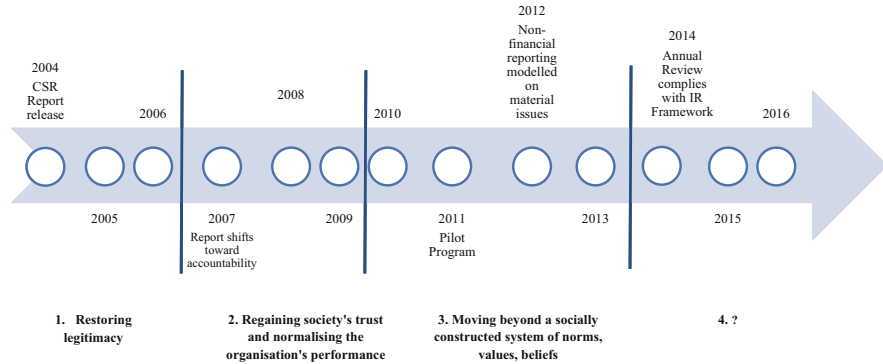 2004
CSR
Report
release
2005
2006
2007
Report shifts
toward
accountability
2008
2009
2010
2011
Pilot
Program
2012
Non-
financial
reporting
modelled
on
material
issues
2013
2014
Annual
Review
complies
with IR
Framework
2015
2016
1. Restoring
legitimacy
2. Regaining society's trust
and normalising the
organisation's performance
3. Moving beyond a socially
constructed system of norms,
values, beliefs
4. ?